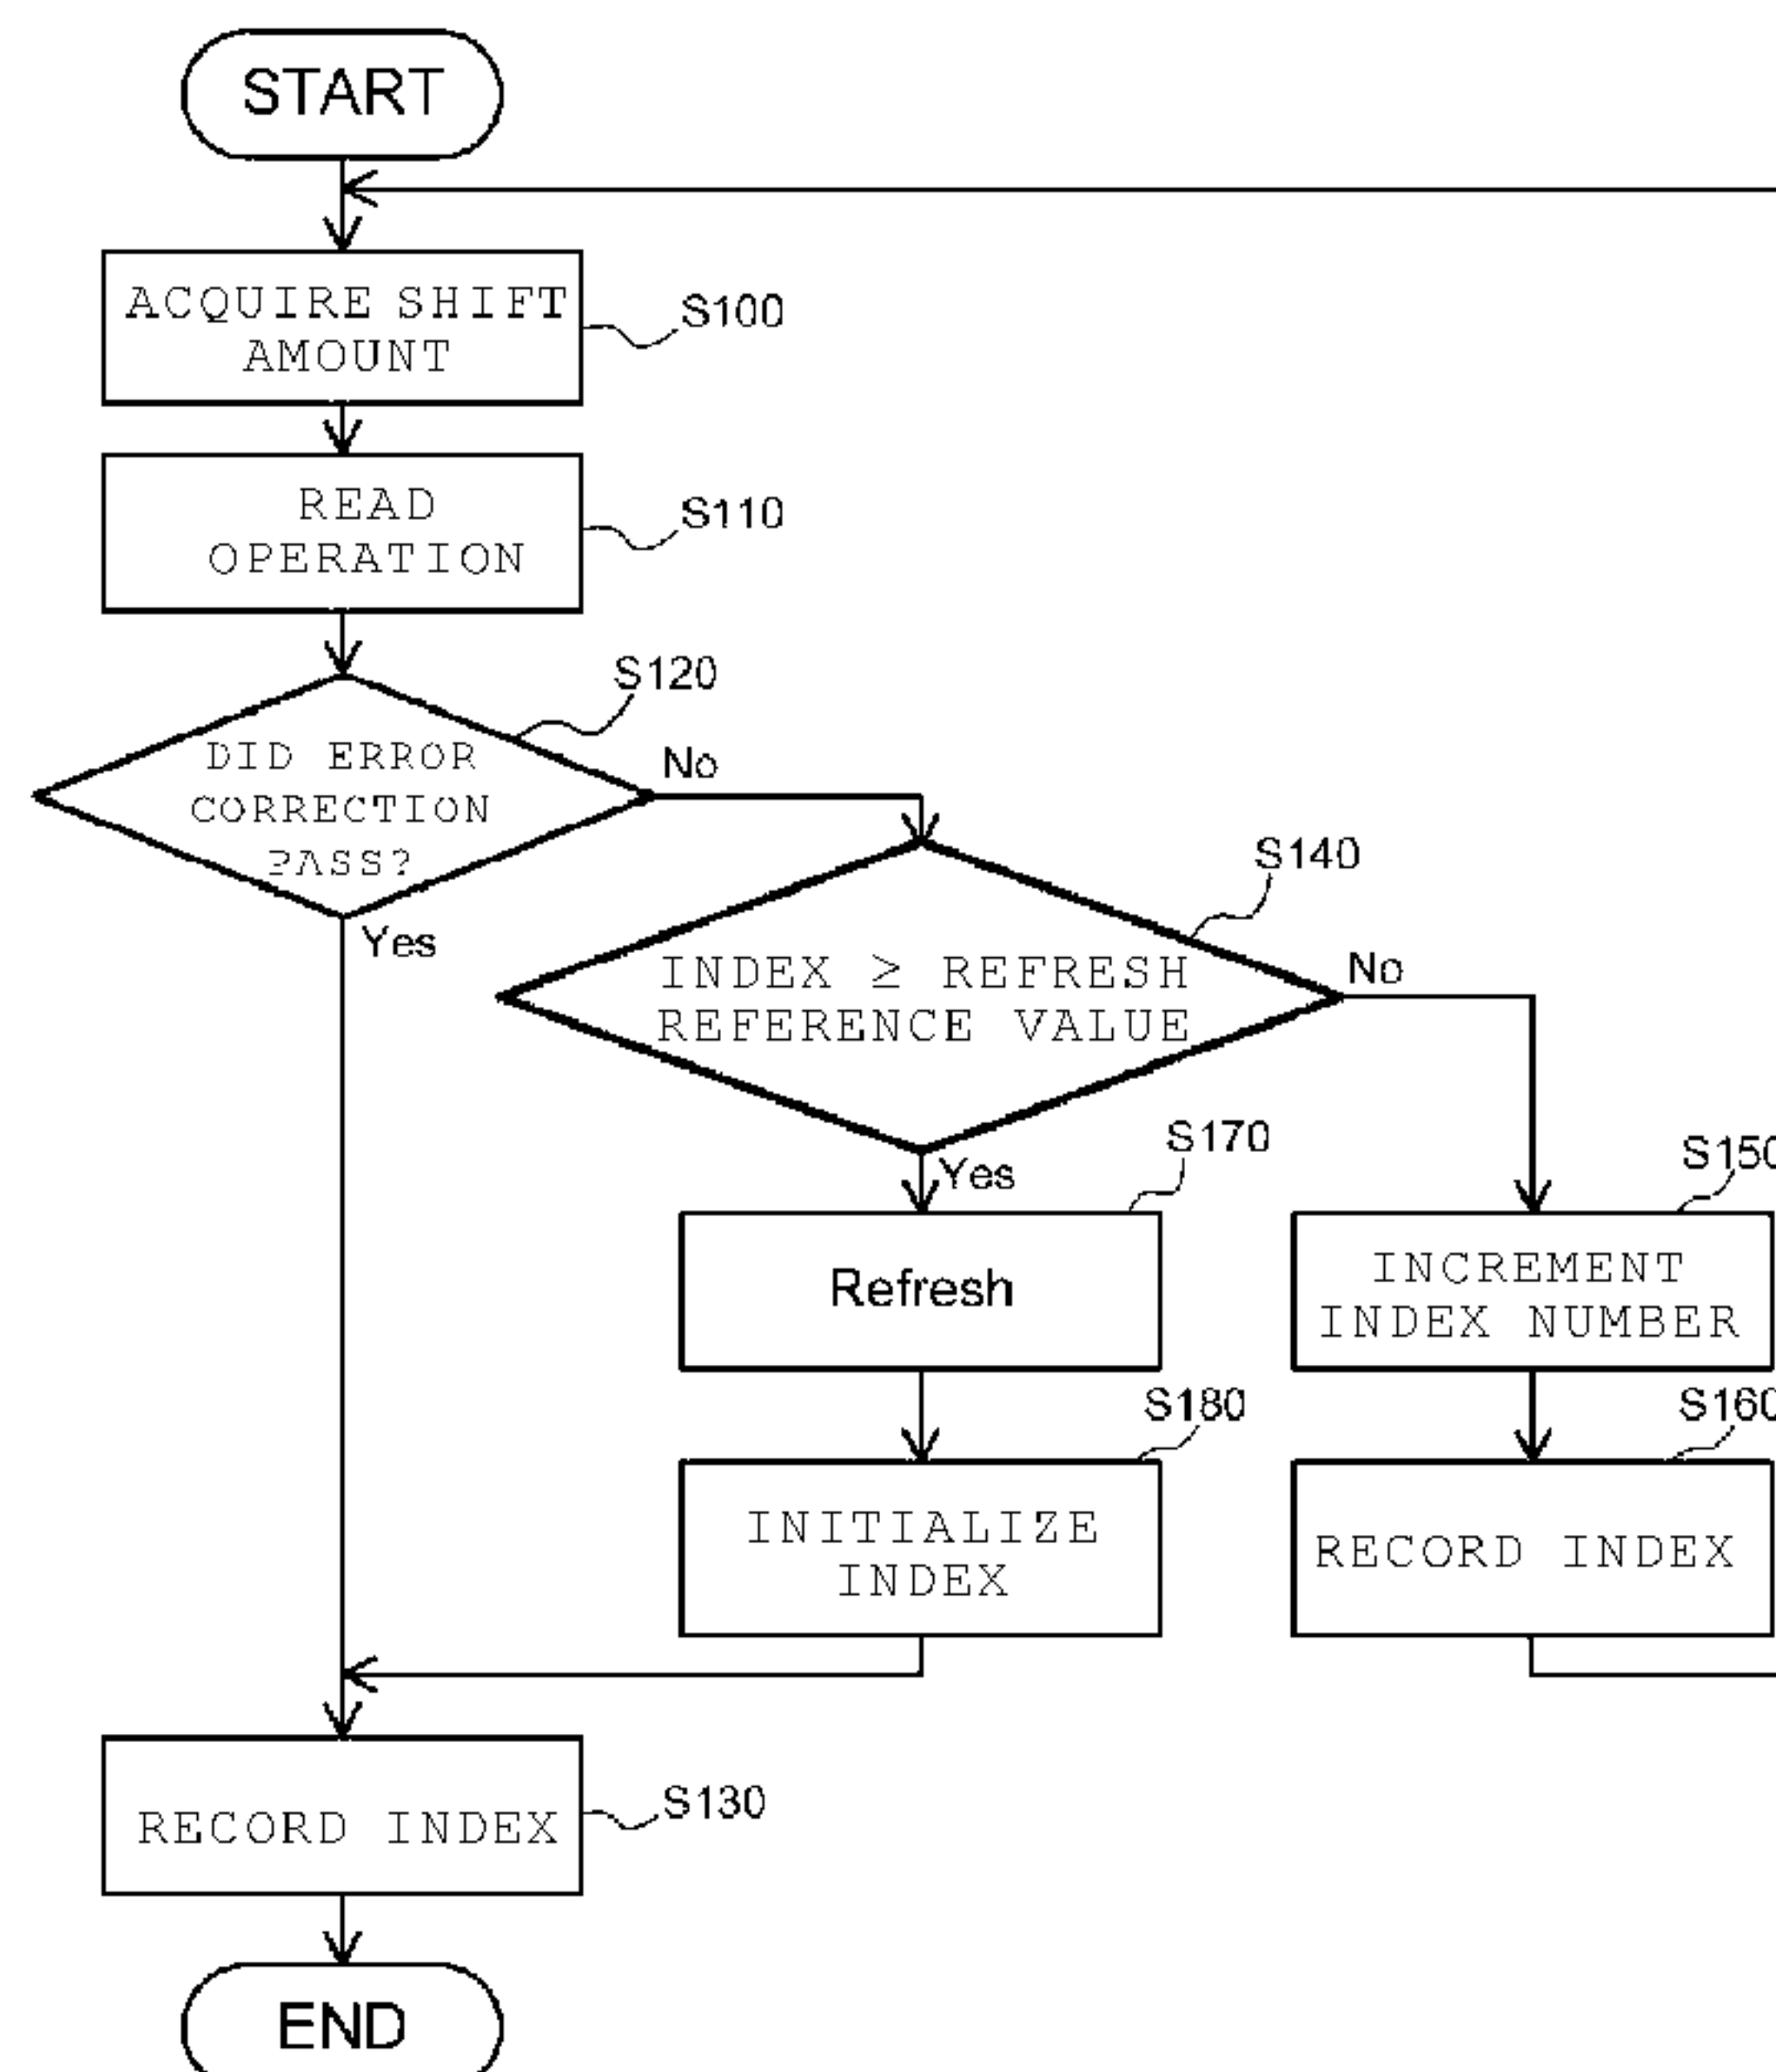 START
ACQUIRE SHIFT
AMOUNT
S100
READ
OPERATION
S110
S120
DID ERROR
CORRECTION
PASS?
No
Yes
S140
INDEX ≥ REFRESH
REFERENCE VALUE
No
Yes
S170
Refresh
S150
INCREMENT
INDEX NUMBER
S180
INITIALIZE
INDEX
S160
RECORD INDEX
RECORD INDEX
S130
END